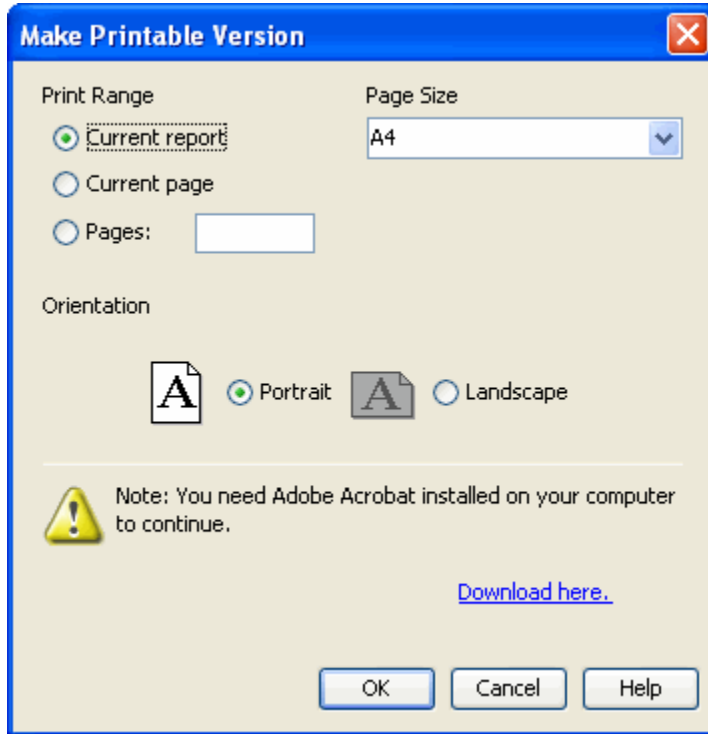 Make Printable Version
Print Range
Page Size
Current report
A4
Current page
Pages:
Orientation
A Portrait A Landscape
Note: You need Adobe Acrobat installed on your computer
to continue.
Download here.
OK Cancel Help